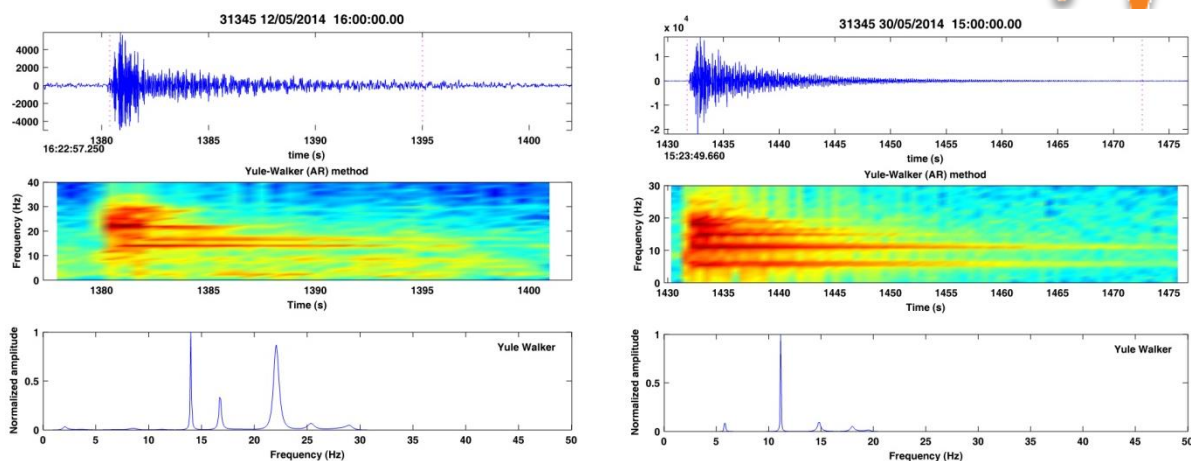 31345 12/05/2014 16:00:00.00
4000
2000
0
-2000
-4000
1380 1385 1390 1395 1400
16:22:57.250
time (s)
Yule-Walker (AR) method
Frequency (Hz)
40
30
20
10
0
1380 1385 1390 1395 1400
Time (s)
Normalized amplitude
1
0.5
0
Yule Walker
0 5 10 15 20 25 30 35 40 45 50
Frequency (Hz)
31345 30/05/2014 15:00:00.00
x 10^4
1
0
-1
-2
1430 1435 1440 1445 1450 1455 1460 1465 1470 1475
15:23:49.660
time (s)
Yule-Walker (AR) method
Frequency (Hz)
30
20
10
0
1430 1435 1440 1445 1450 1455 1460 1465 1470 1475
Time (s)
Normalized amplitude
1
0.5
0
Yule Walker
0 5 10 15 20 25 30 35 40 45 50
Frequency (Hz)